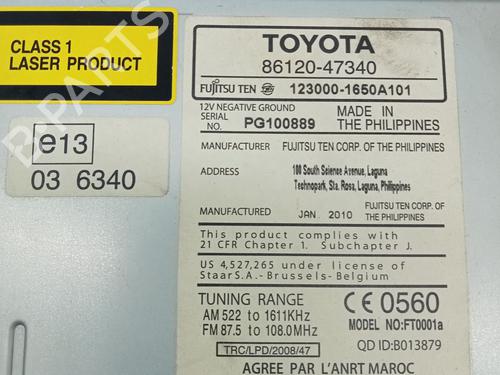 CLASS 1
LASER PRODUCT
e13
03 6340
TOYOTA
86120-47340
FUJITSU TEN 123000-1650A101
12V NEGATIVE GROUND
SERIAL NO. PG100889
MADE IN THE PHILIPPINES
MANUFACTURER FUJITSU TEN CORP. OF THE PHILIPPINES
ADDRESS 100 South Seience Avenue, Laguna
Technopark, Sta. Rosa, Laguna, Philippines
MANUFACTURED JAN. 2010 FUJITSU TEN CORP OF
THE PHILIPPINES
This product complies with
21 CFR Chapter 1. Subchapter J.
US 4,527,265 under license of
StaarS.A.-Brussels-Belgium
TUNING RANGE
AM 522 to 1611KHz
FM 87.5 to 108.0MHz
CE 0560
MODEL NO:FT0001a
QD ID:B013879
TRC/LPD/2008/47
AGREE PAR L'ANRT MAROC
B-PARTS